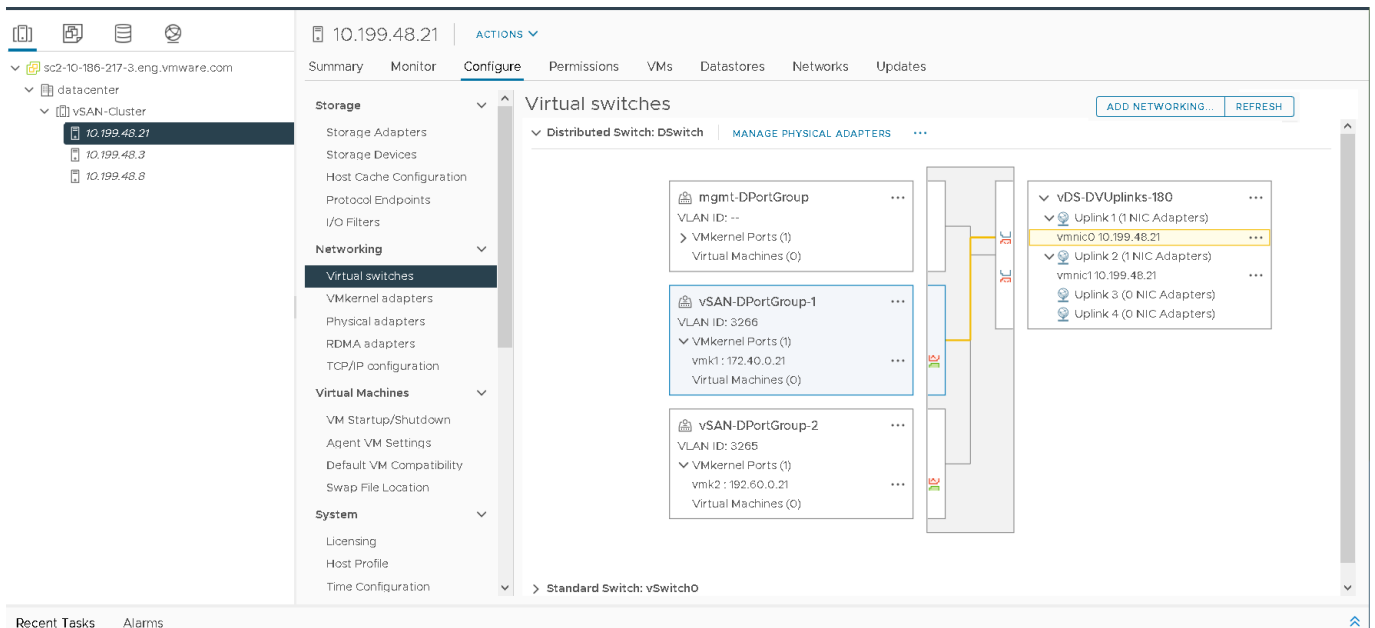 10.199.48.21
ACTIONS
sc2-10-186-217-3.eng.vmware.com
datacenter
vSAN-Cluster
10.199.48.21
10.199.48.3
10.199.48.8
Summary Monitor Configure Permissions VMs Datastores Networks Updates
Storage
Storage Adapters
Storage Devices
Host Cache Configuration
Protocol Endpoints
I/O Filters
Networking
Virtual switches
VMkernel adapters
Physical adapters
RDMA adapters
TCP/IP configuration
Virtual Machines
VM Startup/Shutdown
Agent VM Settings
Default VM Compatibility
Swap File Location
System
Licensing
Host Profile
Time Configuration
Virtual switches
ADD NETWORKING... REFRESH
Distributed Switch: DSwitch MANAGE PHYSICAL ADAPTERS ...
mgmt-DPortGroup ...
VLAN ID: --
VMkernel Ports (1)
Virtual Machines (0)
vSAN-DPortGroup-1 ...
VLAN ID: 3266
VMkernel Ports (1)
vmk1 : 172.40.0.21 ...
Virtual Machines (0)
vSAN-DPortGroup-2 ...
VLAN ID: 3265
VMkernel Ports (1)
vmk2 : 192.60.0.21 ...
Virtual Machines (0)
vDS-DVUplinks-180 ...
Uplink 1 (1 NIC Adapters)
vmnic0 10.199.48.21 ...
Uplink 2 (1 NIC Adapters)
vmnic1 10.199.48.21 ...
Uplink 3 (0 NIC Adapters)
Uplink 4 (0 NIC Adapters)
Standard Switch: vSwitch0
Recent Tasks Alarms